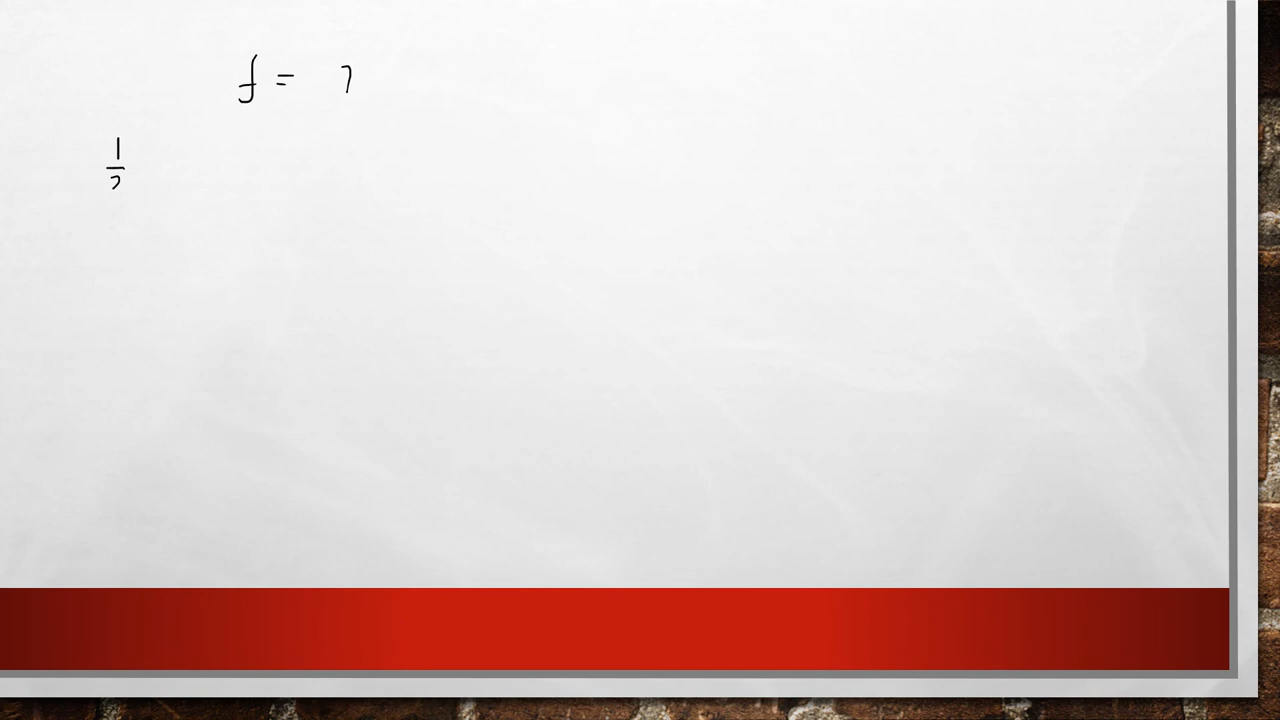 f = ?
1/2